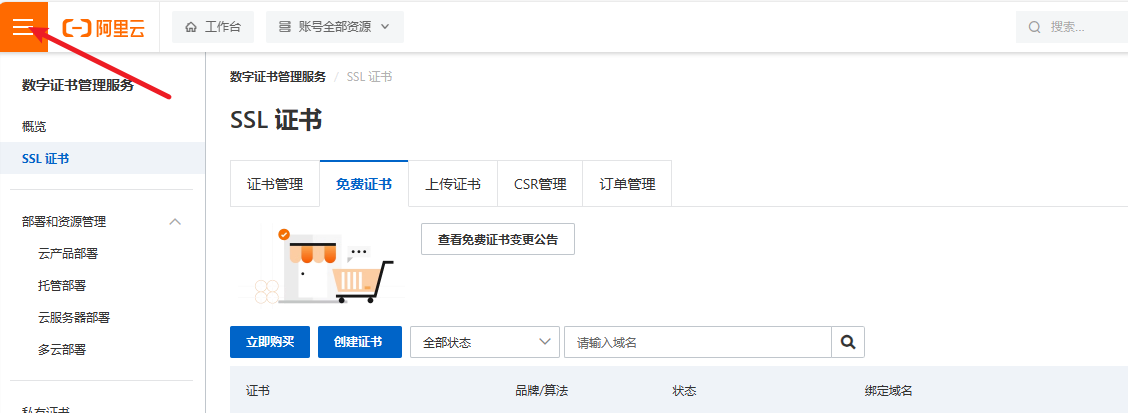 阿里云 工作台 账号全部资源 搜索...
数字证书管理服务
概览
SSL 证书
部署和资源管理
云产品部署
托管部署
云服务器部署
多云部署
私有证书
数字证书管理服务 / SSL 证书
SSL 证书
证书管理 免费证书 上传证书 CSR管理 订单管理
查看免费证书变更公告
立即购买 创建证书 全部状态 请输入域名
证书 品牌/算法 状态 绑定域名